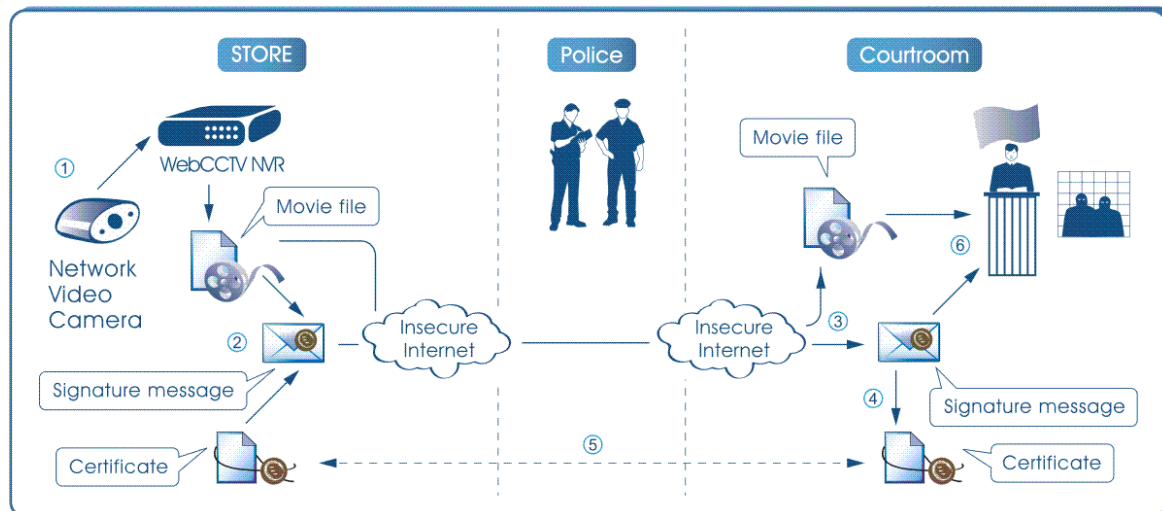 STORE
Police
Courtroom
①
WebCCTV NVR
Movie file
Network
Video
Camera
②
Signature message
Certificate
Insecure
Internet
⑤
Insecure
Internet
Movie file
③
⑥
④
Signature message
Certificate